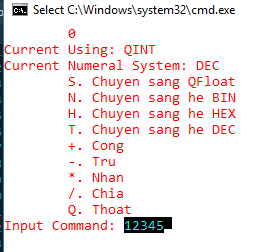 Select C:\Windows\system32\cmd.exe
0
Current Using: QINT
Current Numeral System: DEC
S. Chuyen sang QFloat
N. Chuyen sang he BIN
H. Chuyen sang he HEX
T. Chuyen sang he DEC
+. Cong
-. Tru
*. Nhan
/. Chia
Q. Thoat
Input Command: 12345